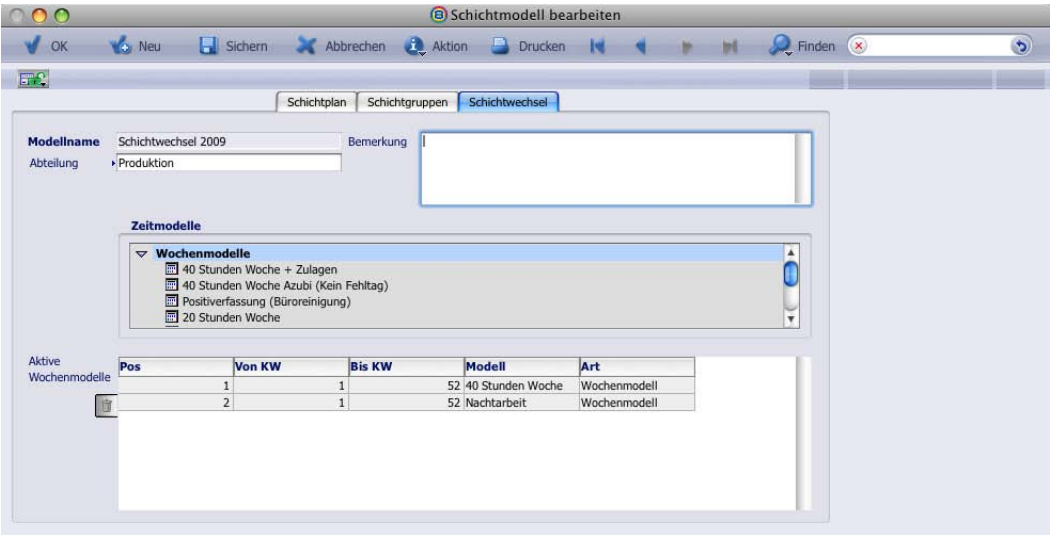 Schichtmodell bearbeiten
OK Neu Sichern Abbrechen Aktion Drucken Finden
Schichtplan Schichtgruppen Schichtwechsel
Modellname Schichtwechsel 2009 Bemerkung
Abteilung Produktion
Zeitmodelle
Wochenmodelle
40 Stunden Woche + Zulagen
40 Stunden Woche Azubi (Kein Fehltag)
Positiverfassung (Büroreinigung)
20 Stunden Woche
Aktive
Wochenmodelle
Pos Von KW Bis KW Modell Art
1 1 52 40 Stunden Woche Wochenmodell
2 1 52 Nachtarbeit Wochenmodell